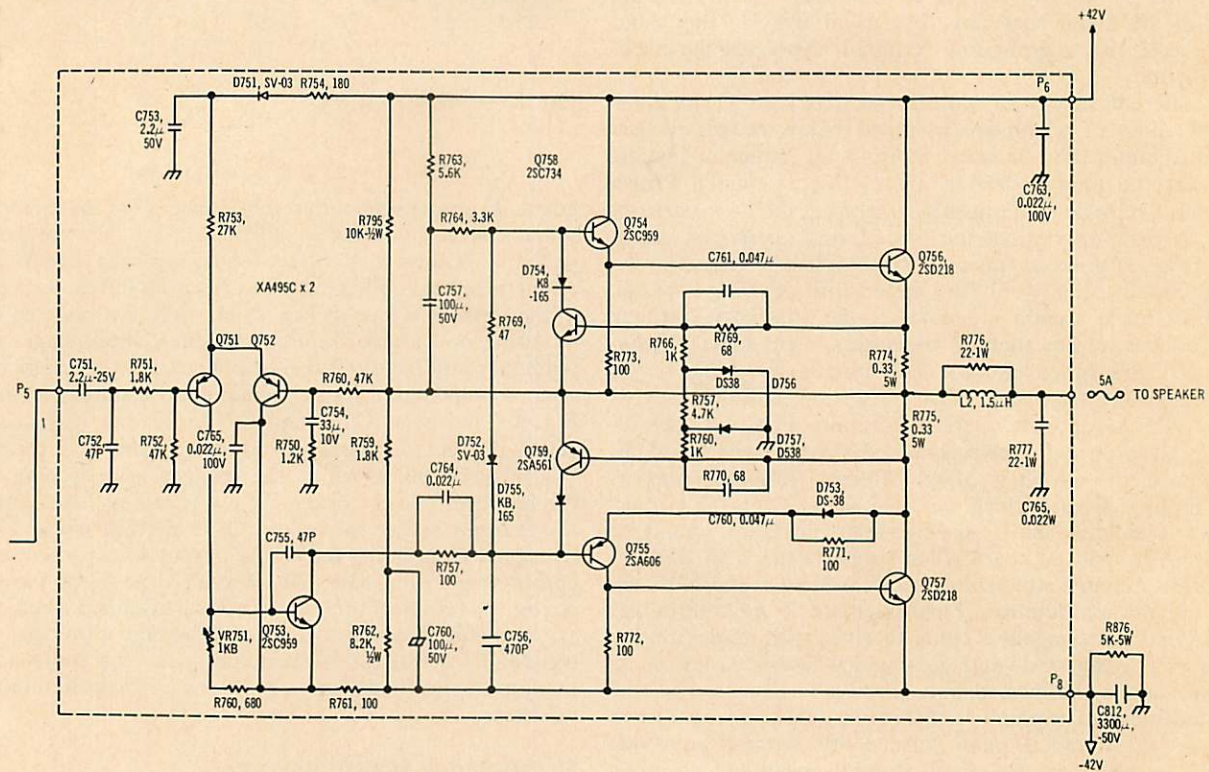 +42V
D751, SV-03
R754, 180
P6
C753,
2.2µ
50V
R763,
5.6K
Q758
2SC734
C763,
0.022µ,
100V
R753,
27K
R795
10K-½W
R764, 3.3K
Q754
2SC959
C761, 0.047µ
Q756,
2SD218
XA495C x 2
C757,
100µ,
50V
D754,
K8
-165
R769,
47
Q751
Q752
R766,
1K
R769,
68
R773,
100
R774,
0.33,
5W
R776,
22-1W
DS38
D756
C751,
2.2µ-25V
R751,
1.8K
R760, 47K
P5
5A
TO SPEAKER
L2, 1.5µH
R757,
4.7K
C754,
33µ,
10V
R775,
0.33
5W
C752,
47P
R752,
47K
C765,
0.022µ,
100V
R750,
1.2K
R759,
1.8K
D752,
SV-03
Q759,
2SA561
R760,
1K
D757,
D538
R777,
22-1W
C764,
0.022µ
D755,
KB,
165
R770, 68
D753,
DS-38
C765,
0.022W
C760, 0.047µ
C755, 47P
R757,
100
Q755
2SA606
R771,
100
Q757
2SD218
VR751,
1KB
Q753,
2SC959
R762,
8.2K,
½W
C760,
100µ,
50V
C756,
470P
R772,
100
R876,
5K-5W
R760, 680
R761, 100
P8
C812,
3300µ,
-50V
-42V